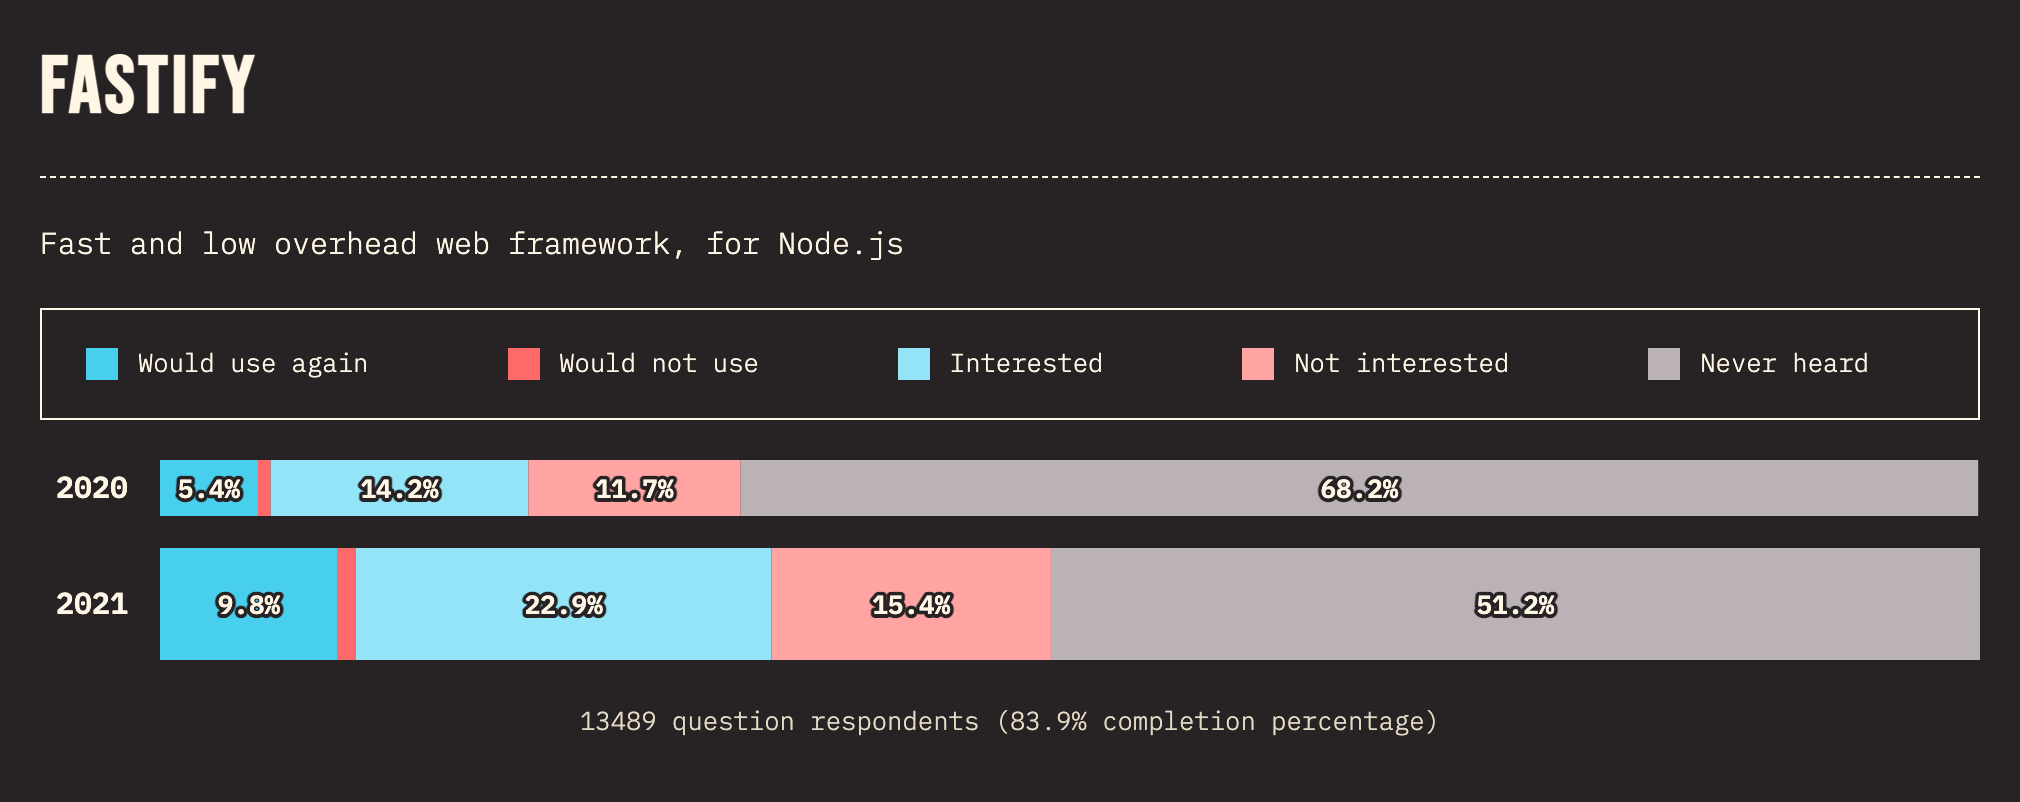 FASTIFY
Fast and low overhead web framework, for Node.js
Would use again Would not use Interested Not interested Never heard
2020 5.4% 14.2% 11.7% 68.2%
2021 9.8% 22.9% 15.4% 51.2%
13489 question respondents (83.9% completion percentage)